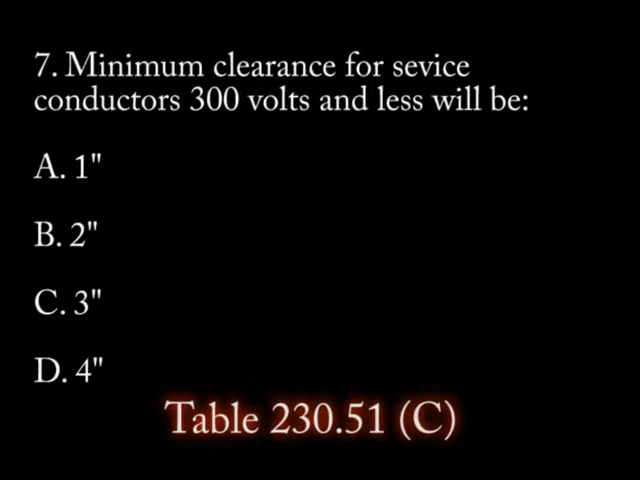 7. Minimum clearance for sevice
conductors 300 volts and less will be:
A. 1"
B. 2"
C. 3"
D. 4"
Table 230.51 (C)